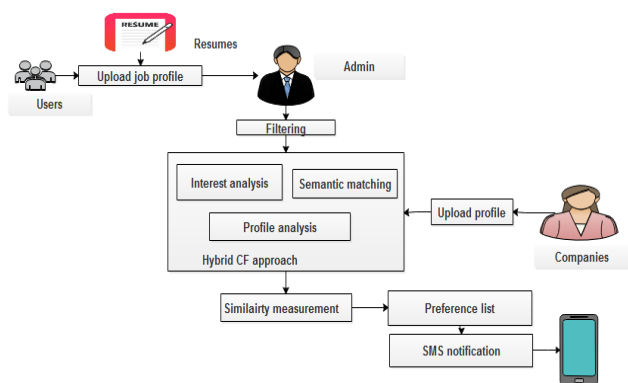 RESUME
Resumes
Upload job profile
Admin
Users
Filtering
Interest analysis
Semantic matching
Upload profile
Profile analysis
Hybrid CF approach
Companies
Similairty measurement
Preference list
SMS notification